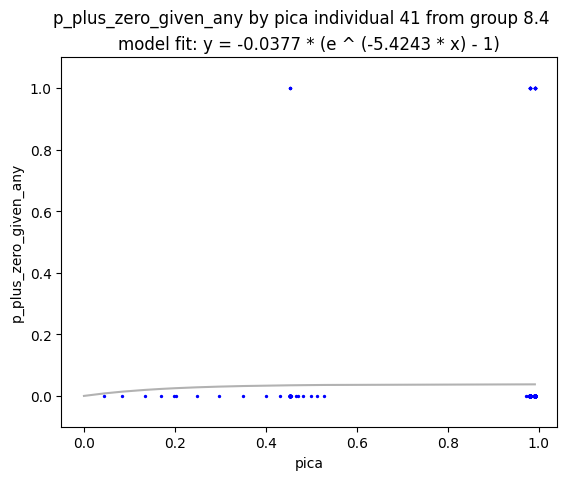 p_plus_zero_given_any by pica individual 41 from group 8.4
model fit: y = -0.0377 * (e ^ (-5.4243 * x) - 1)
p_plus_zero_given_any
1.0
0.8
0.6
0.4
0.2
0.0
0.0 0.2 0.4 0.6 0.8 1.0
pica